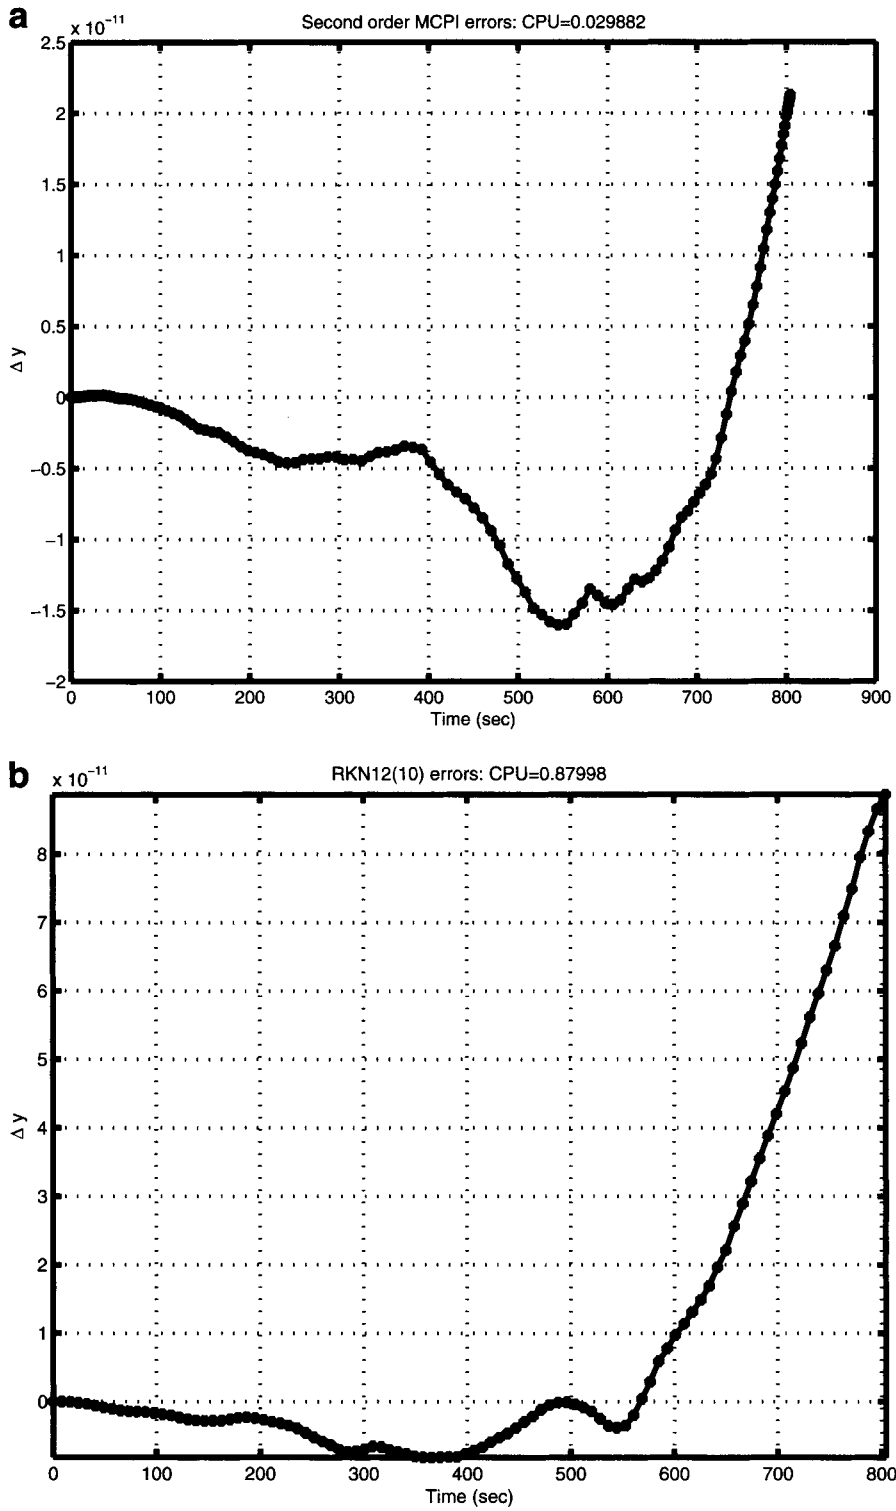 a
x 10⁻¹¹
Second order MCPI errors: CPU=0.029882
2.5
2
1.5
1
0.5
0
−0.5
−1
−1.5
−2
Δ y
0 100 200 300 400 500 600 700 800 900
Time (sec)
b
x 10⁻¹¹
RKN12(10) errors: CPU=0.87998
8
7
6
5
4
3
2
1
0
Δ y
0 100 200 300 400 500 600 700 800
Time (sec)